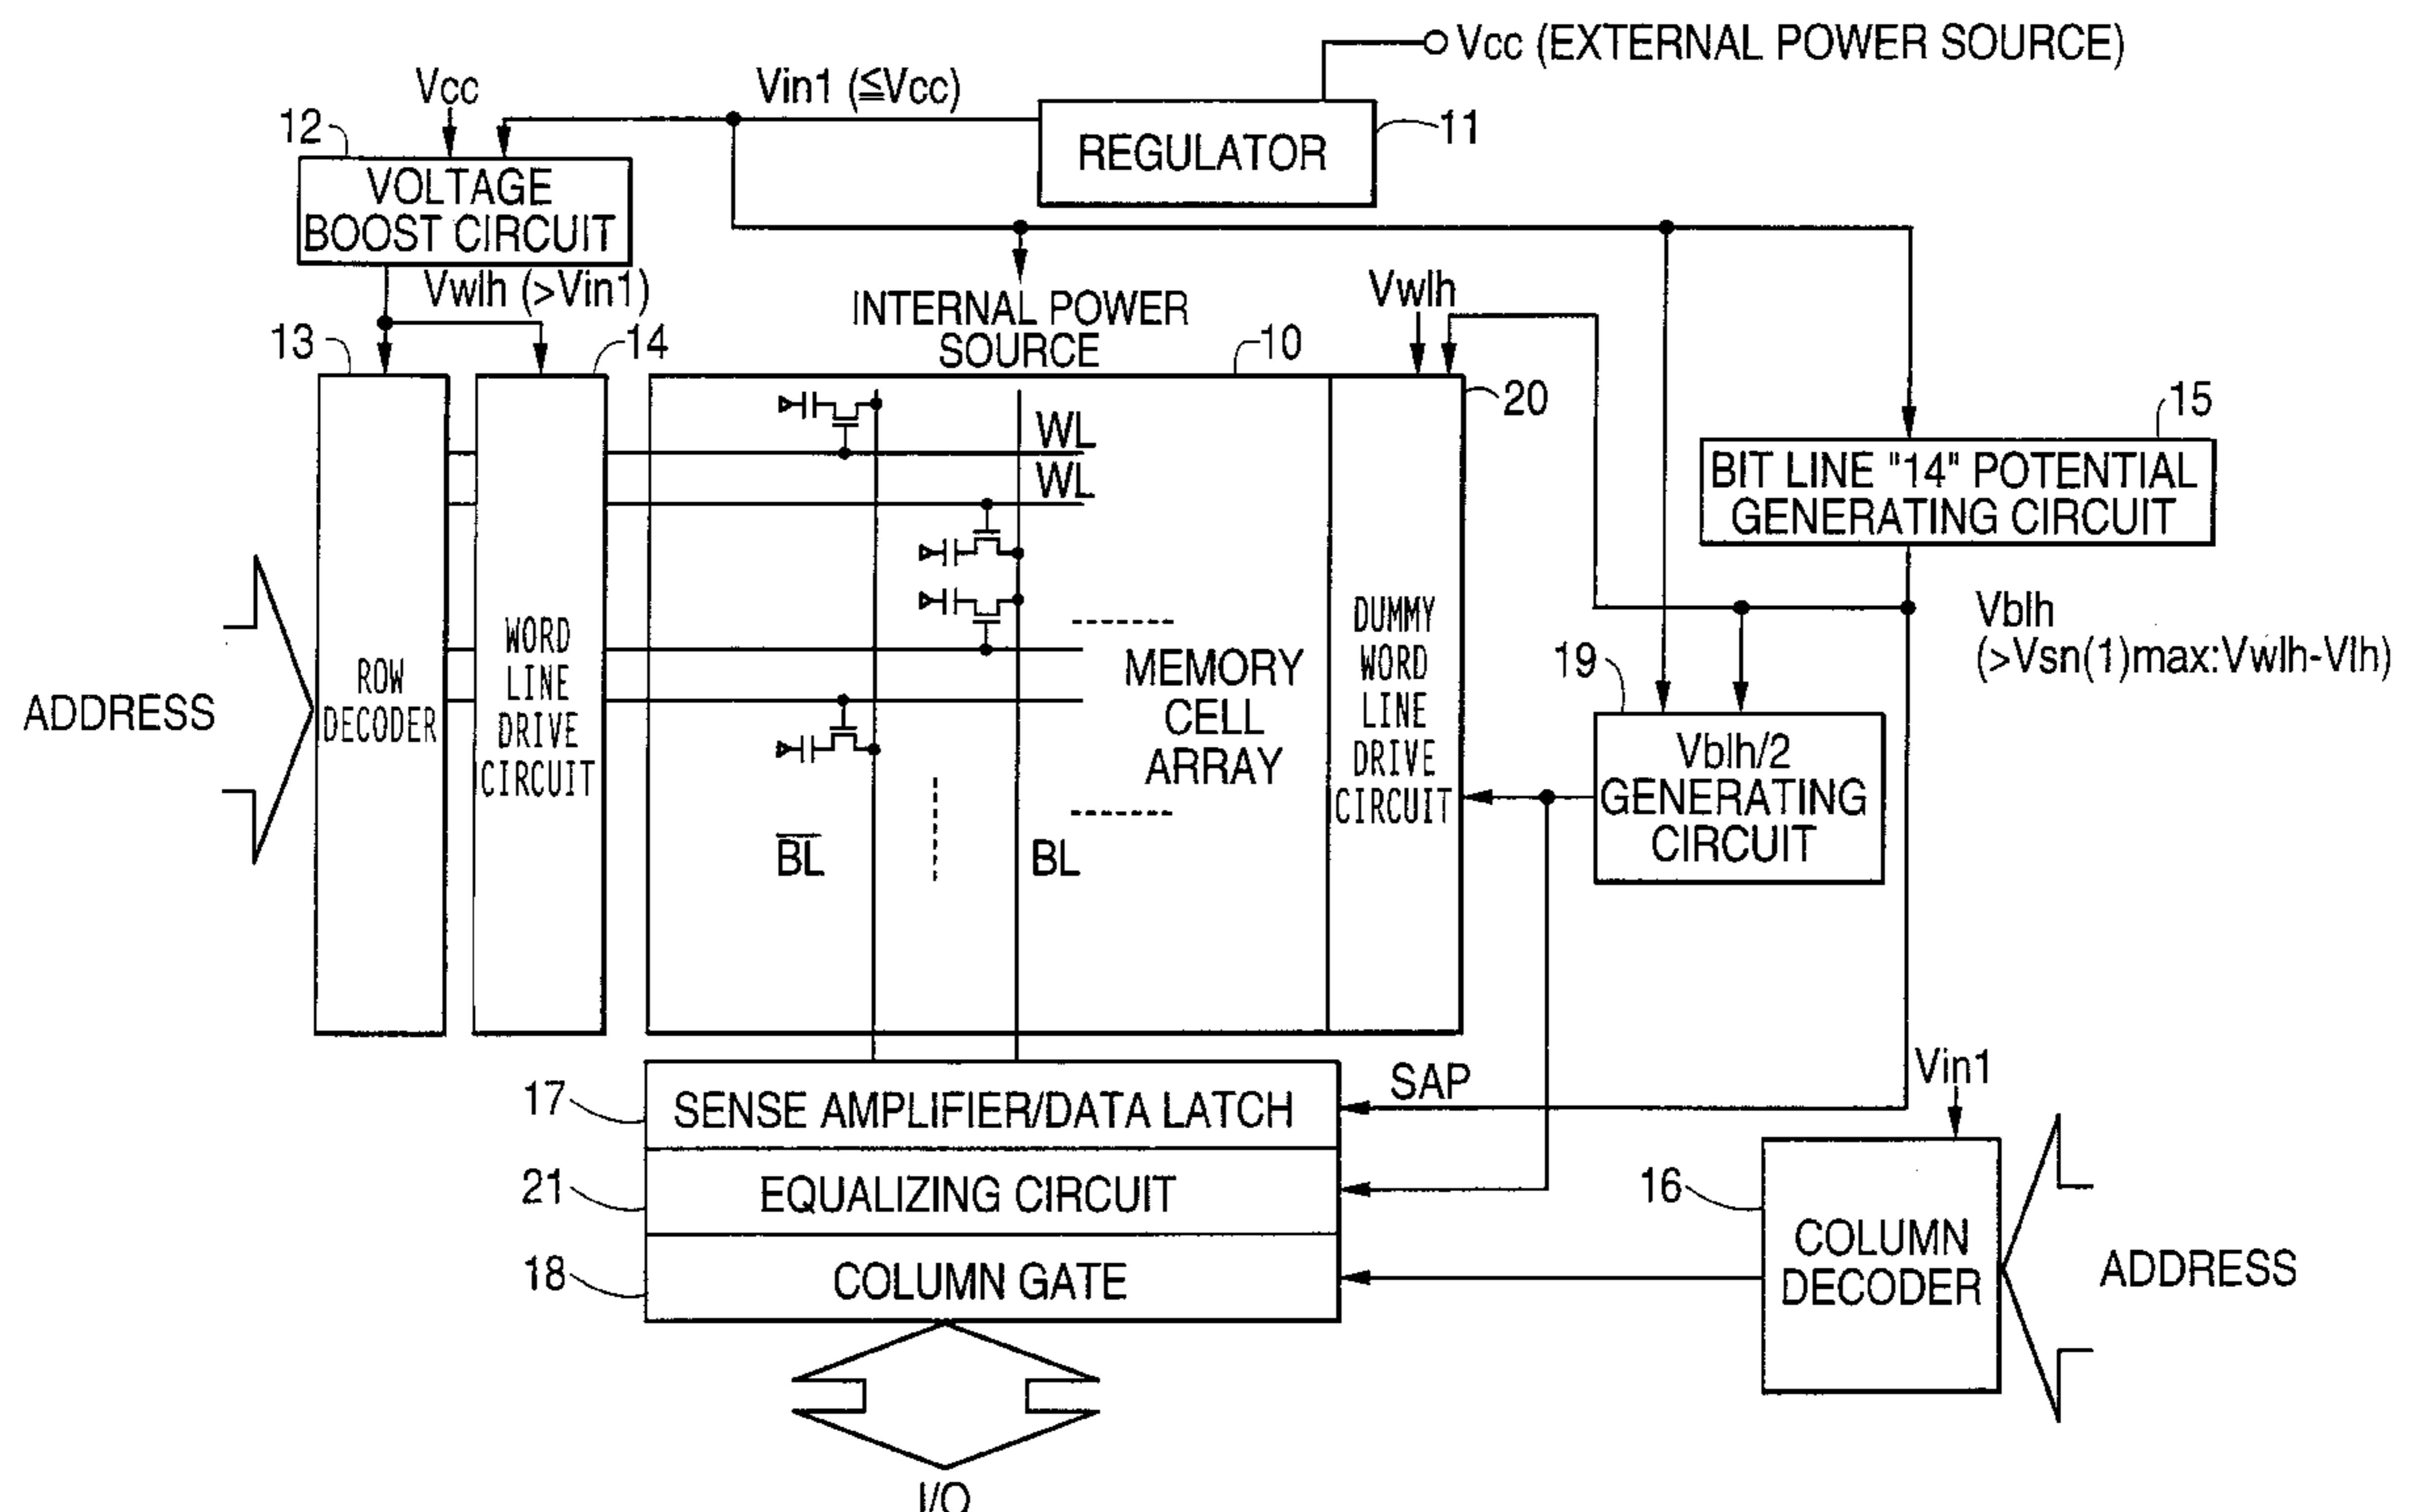 Vcc (EXTERNAL POWER SOURCE)
Vcc
Vin1 (≦Vcc)
12
REGULATOR
11
VOLTAGE
BOOST CIRCUIT
Vwlh (>Vin1)
INTERNAL POWER
SOURCE
Vwlh
13
14
10
20
15
WL
WL
BIT LINE "14" POTENTIAL
GENERATING CIRCUIT
Vblh
(>Vsn(1)max:Vwlh-Vlh)
19
ADDRESS
ROW
DECODER
WORD
LINE
DRIVE
CIRCUIT
MEMORY
CELL
ARRAY
DUMMY
WORD
LINE
DRIVE
CIRCUIT
Vblh/2
GENERATING
CIRCUIT
B̅L̅
BL
17
SENSE AMPLIFIER/DATA LATCH
SAP
Vin1
21
EQUALIZING CIRCUIT
16
18
COLUMN GATE
COLUMN
DECODER
ADDRESS
I/O